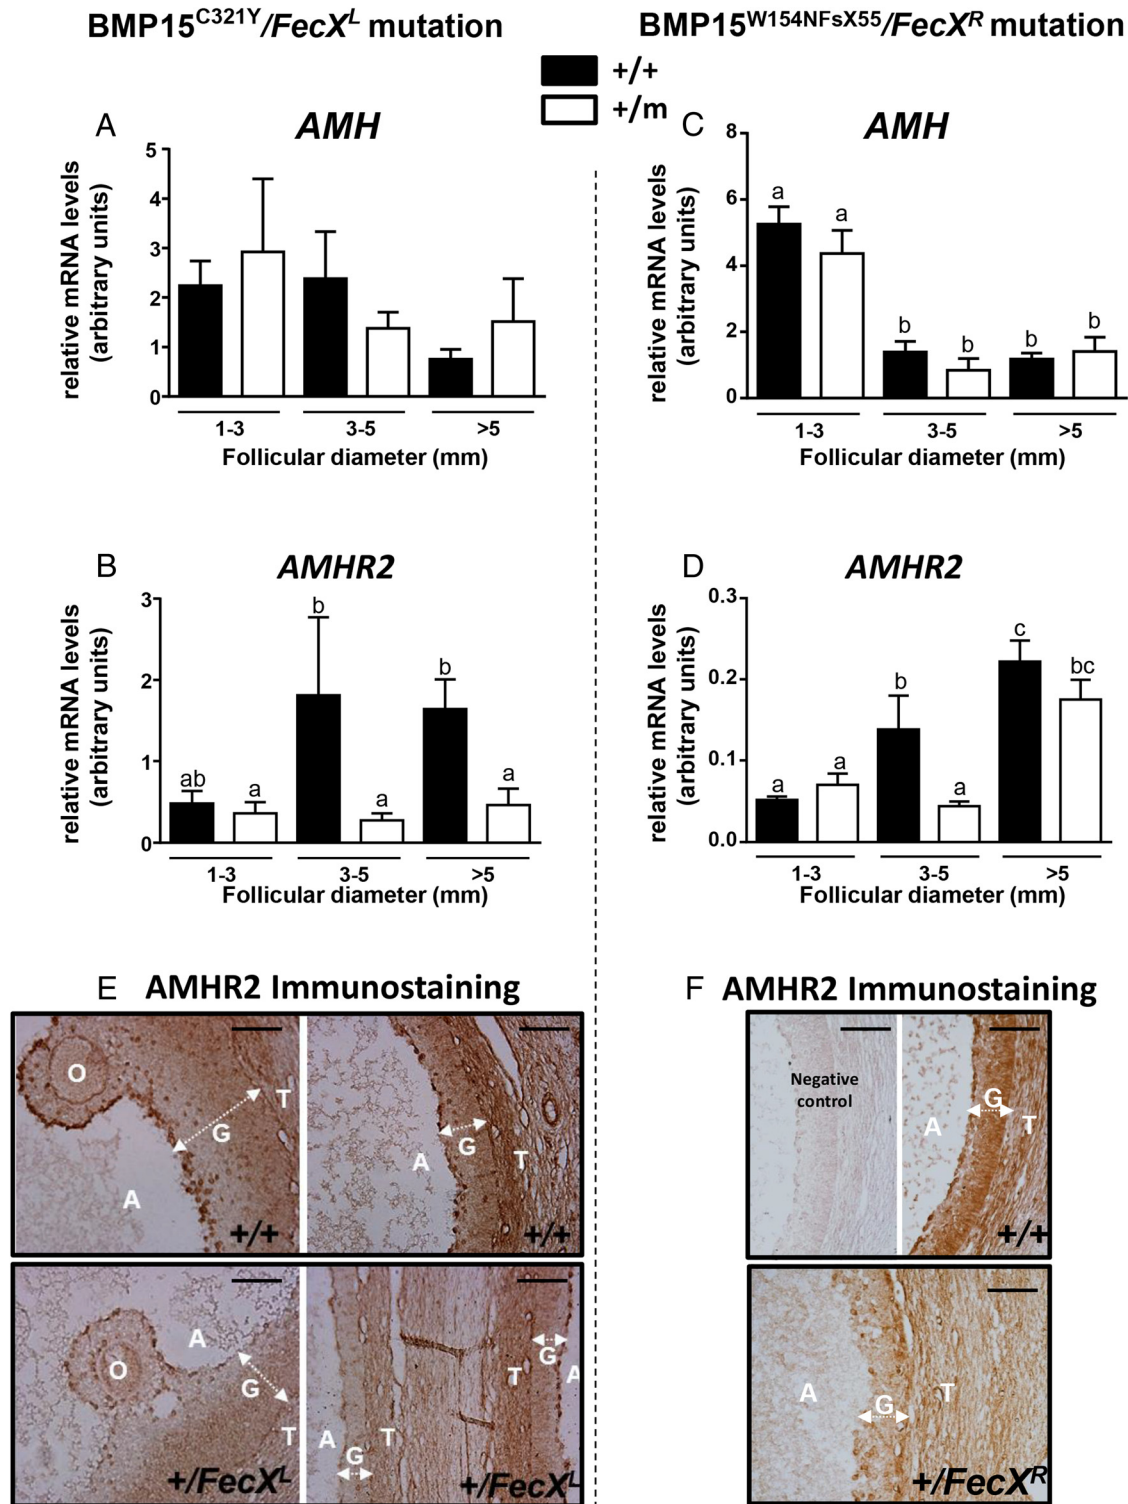 BMP15C321Y/FecXL mutation
BMP15W154NFsX55/FecXR mutation
+/+
+/m
A
AMH
relative mRNA levels
(arbitrary units)
5
4
3
2
1
0
1-3
3-5
>5
Follicular diameter (mm)
C
AMH
relative mRNA levels
(arbitrary units)
8
6
4
2
0
a
a
b
b
b
b
1-3
3-5
>5
Follicular diameter (mm)
B
AMHR2
relative mRNA levels
(arbitrary units)
3
2
1
0
ab
a
b
a
b
a
1-3
3-5
>5
Follicular diameter (mm)
D
AMHR2
relative mRNA levels
(arbitrary units)
0.3
0.2
0.1
0.0
a
a
b
a
c
bc
1-3
3-5
>5
Follicular diameter (mm)
E
AMHR2 Immunostaining
O
T
G
A
+/+
A
G
T
+/+
A
O
G
T
+/FecXL
A
G
T
T
G
A
+/FecXL
F
AMHR2 Immunostaining
Negative
control
A
G
T
+/+
A
G
T
+/FecXR